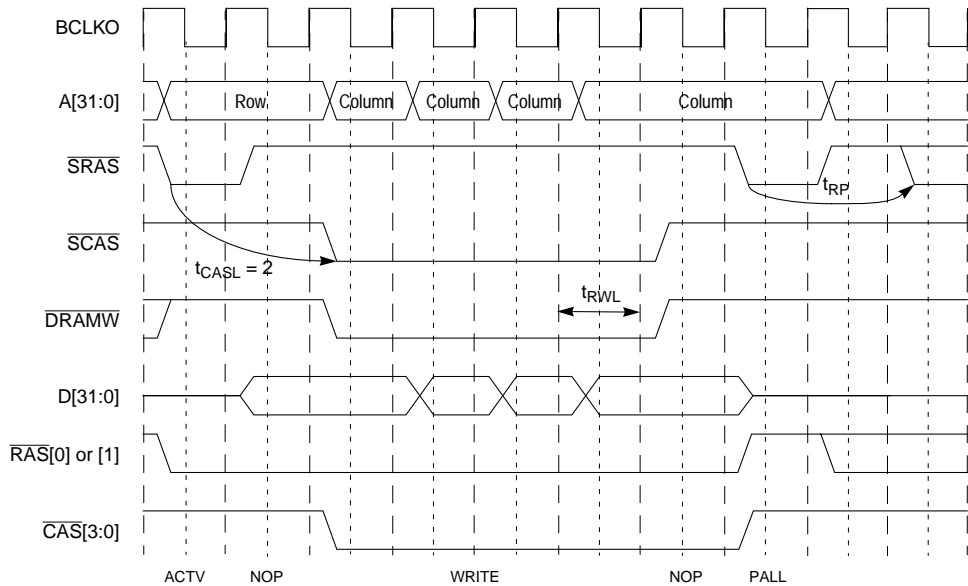 BCLKO
A[31:0] Row Column Column Column Column
SRAS
tRP
SCAS
tCASL = 2
tRWL
DRAMW
D[31:0]
RAS[0] or [1]
CAS[3:0]
ACTV NOP WRITE NOP PALL